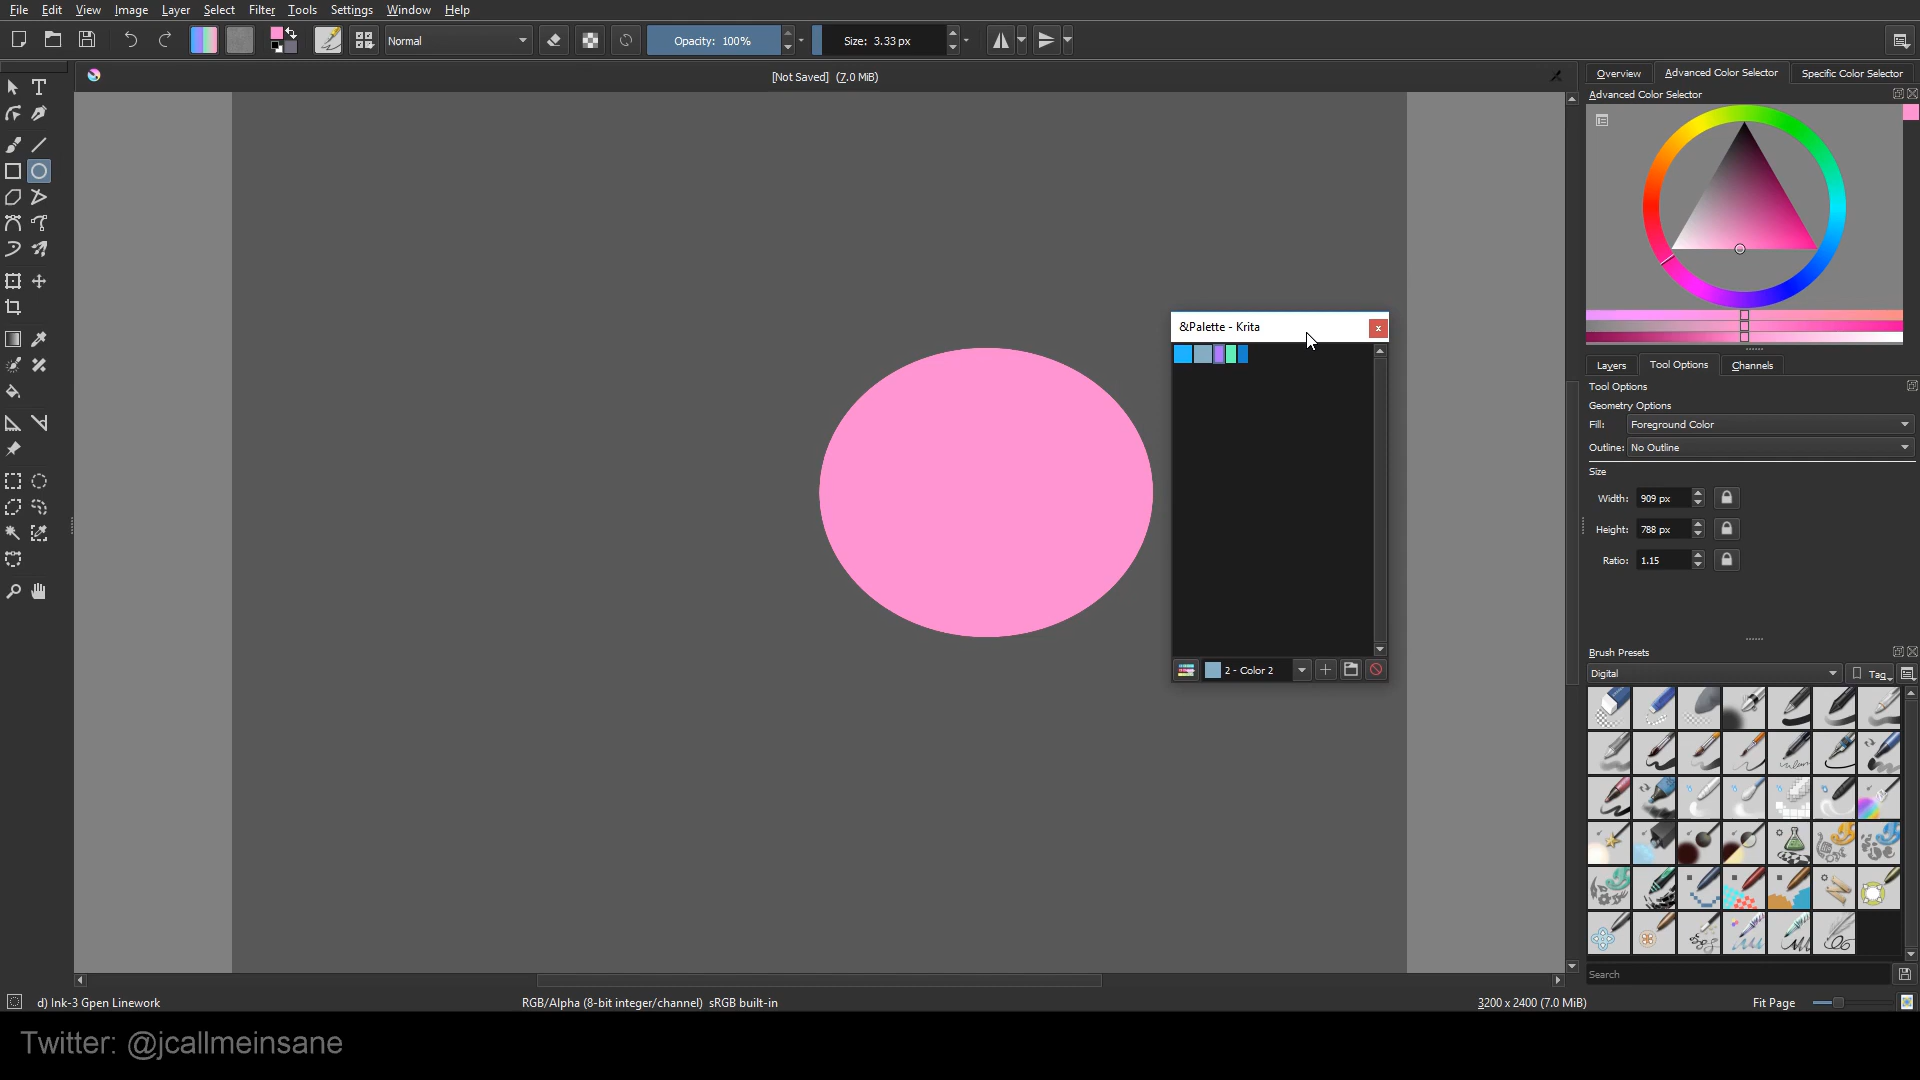 File Edit View Image Layer Select Filter Tools Settings Window Help
Normal Opacity: 100% Size: 3.33 px
[Not Saved] (7.0 MiB)
Overview Advanced Color Selector Specific Color Selector
Advanced Color Selector
&Palette - Krita
2 - Color 2
Layers Tool Options Channels
Tool Options
Geometry Options
Fill: Foreground Color
Outline: No Outline
Size
Width: 909 px
Height: 788 px
Ratio: 1.15
Brush Presets
Digital Tag
Search
d) Ink-3 Gpen Linework RGB/Alpha (8-bit integer/channel) sRGB built-in 3200 x 2400 (7.0 MiB) Fit Page
Twitter: @jcallmeinsane